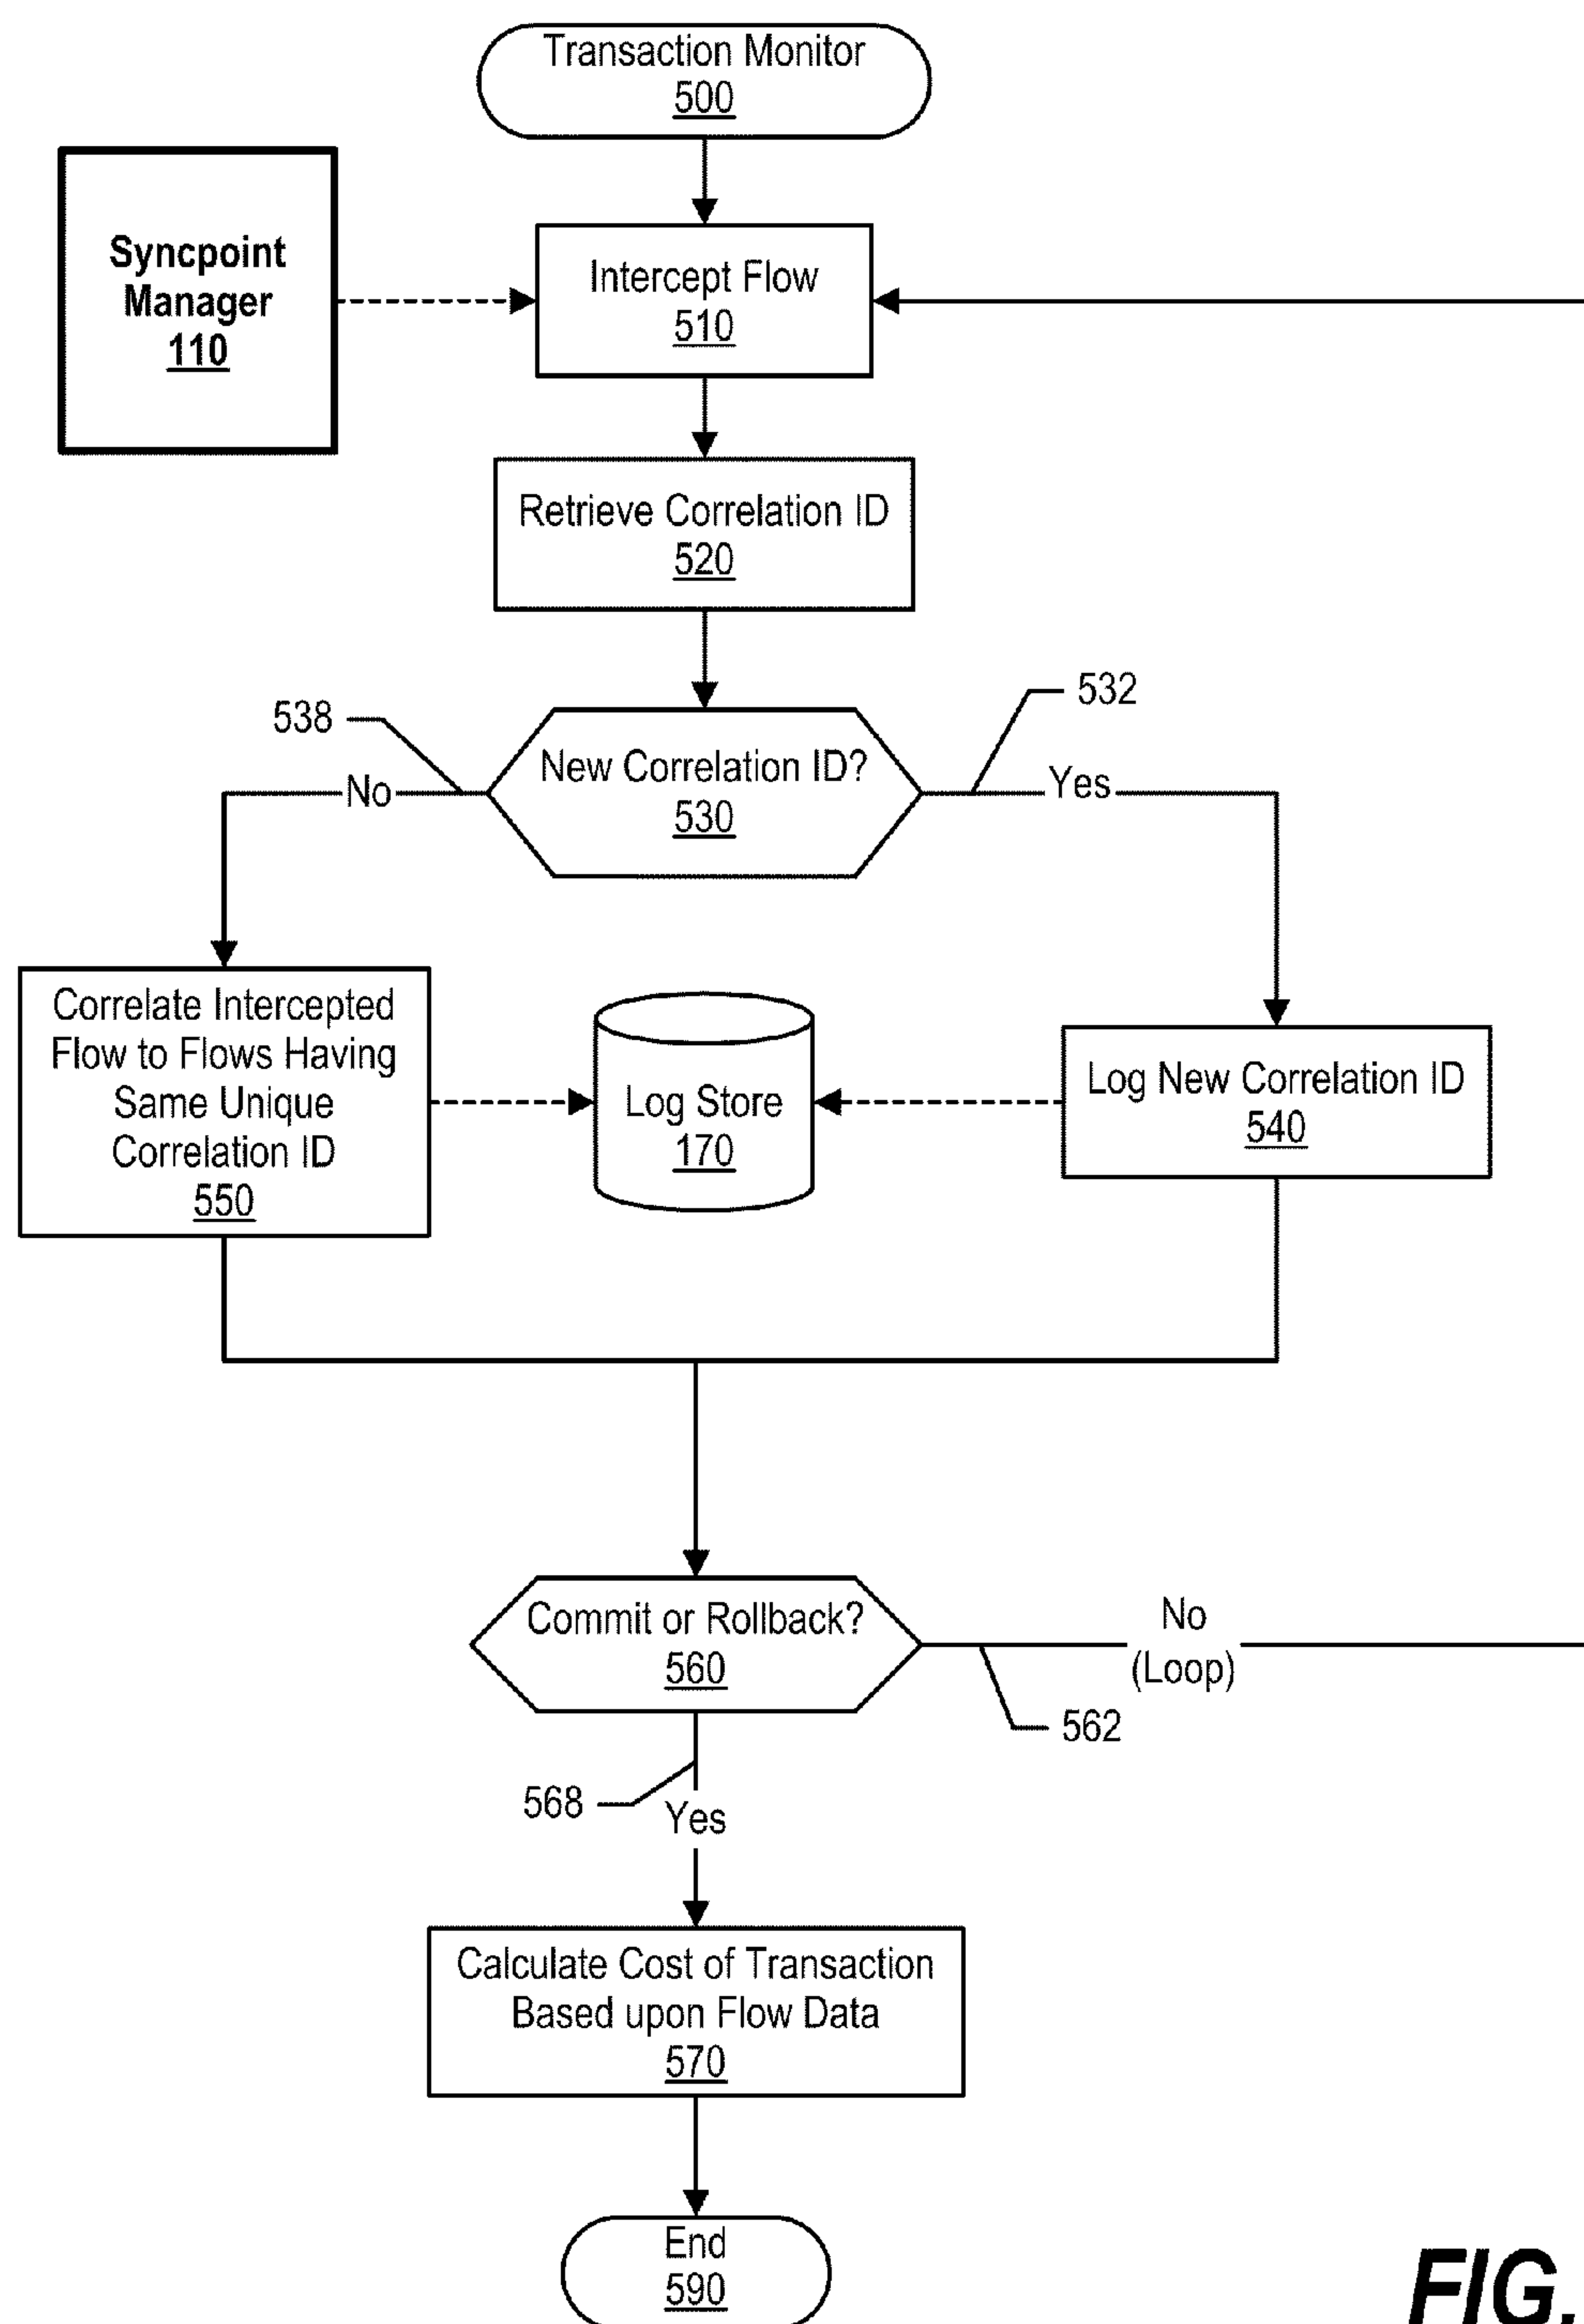 Transaction Monitor
500
Syncpoint
Manager
110
Intercept Flow
510
Retrieve Correlation ID
520
538
532
New Correlation ID?
530
No
Yes
Correlate Intercepted
Flow to Flows Having
Same Unique
Correlation ID
550
Log Store
170
Log New Correlation ID
540
Commit or Rollback?
560
No
(Loop)
562
568
Yes
Calculate Cost of Transaction
Based upon Flow Data
570
End
590
FIG.